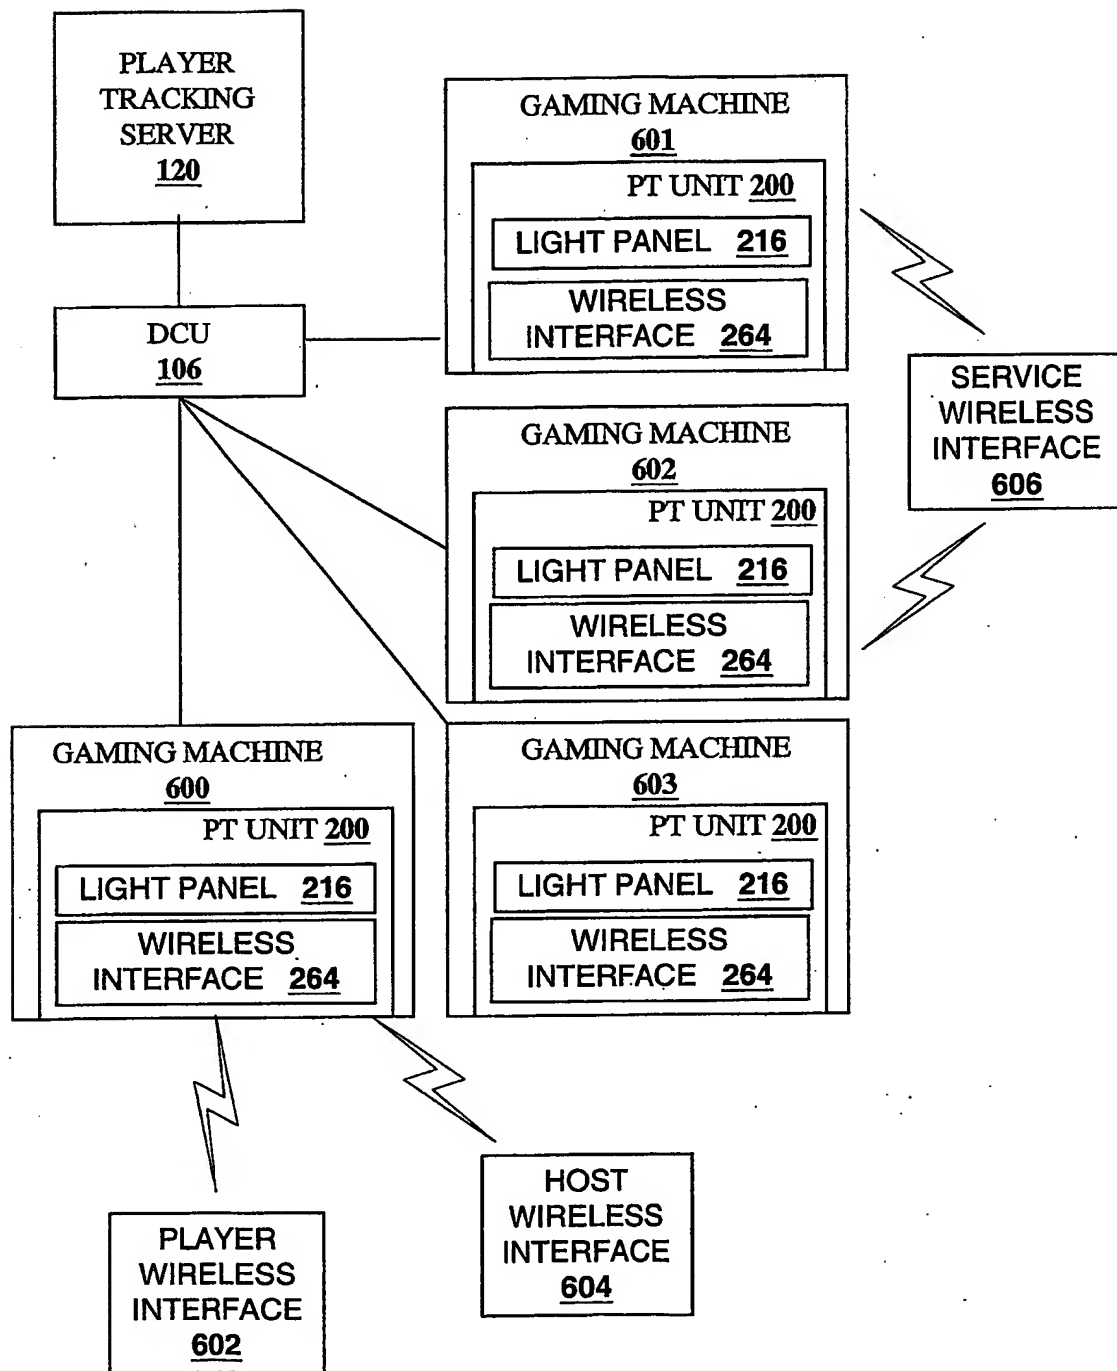 PLAYER
TRACKING
SERVER
120
GAMING MACHINE
601
PT UNIT 200
LIGHT PANEL 216
WIRELESS
INTERFACE 264
DCU
106
SERVICE
WIRELESS
INTERFACE
606
GAMING MACHINE
602
PT UNIT 200
LIGHT PANEL 216
WIRELESS
INTERFACE 264
GAMING MACHINE
600
PT UNIT 200
LIGHT PANEL 216
WIRELESS
INTERFACE 264
GAMING MACHINE
603
PT UNIT 200
LIGHT PANEL 216
WIRELESS
INTERFACE 264
HOST
WIRELESS
INTERFACE
604
PLAYER
WIRELESS
INTERFACE
602